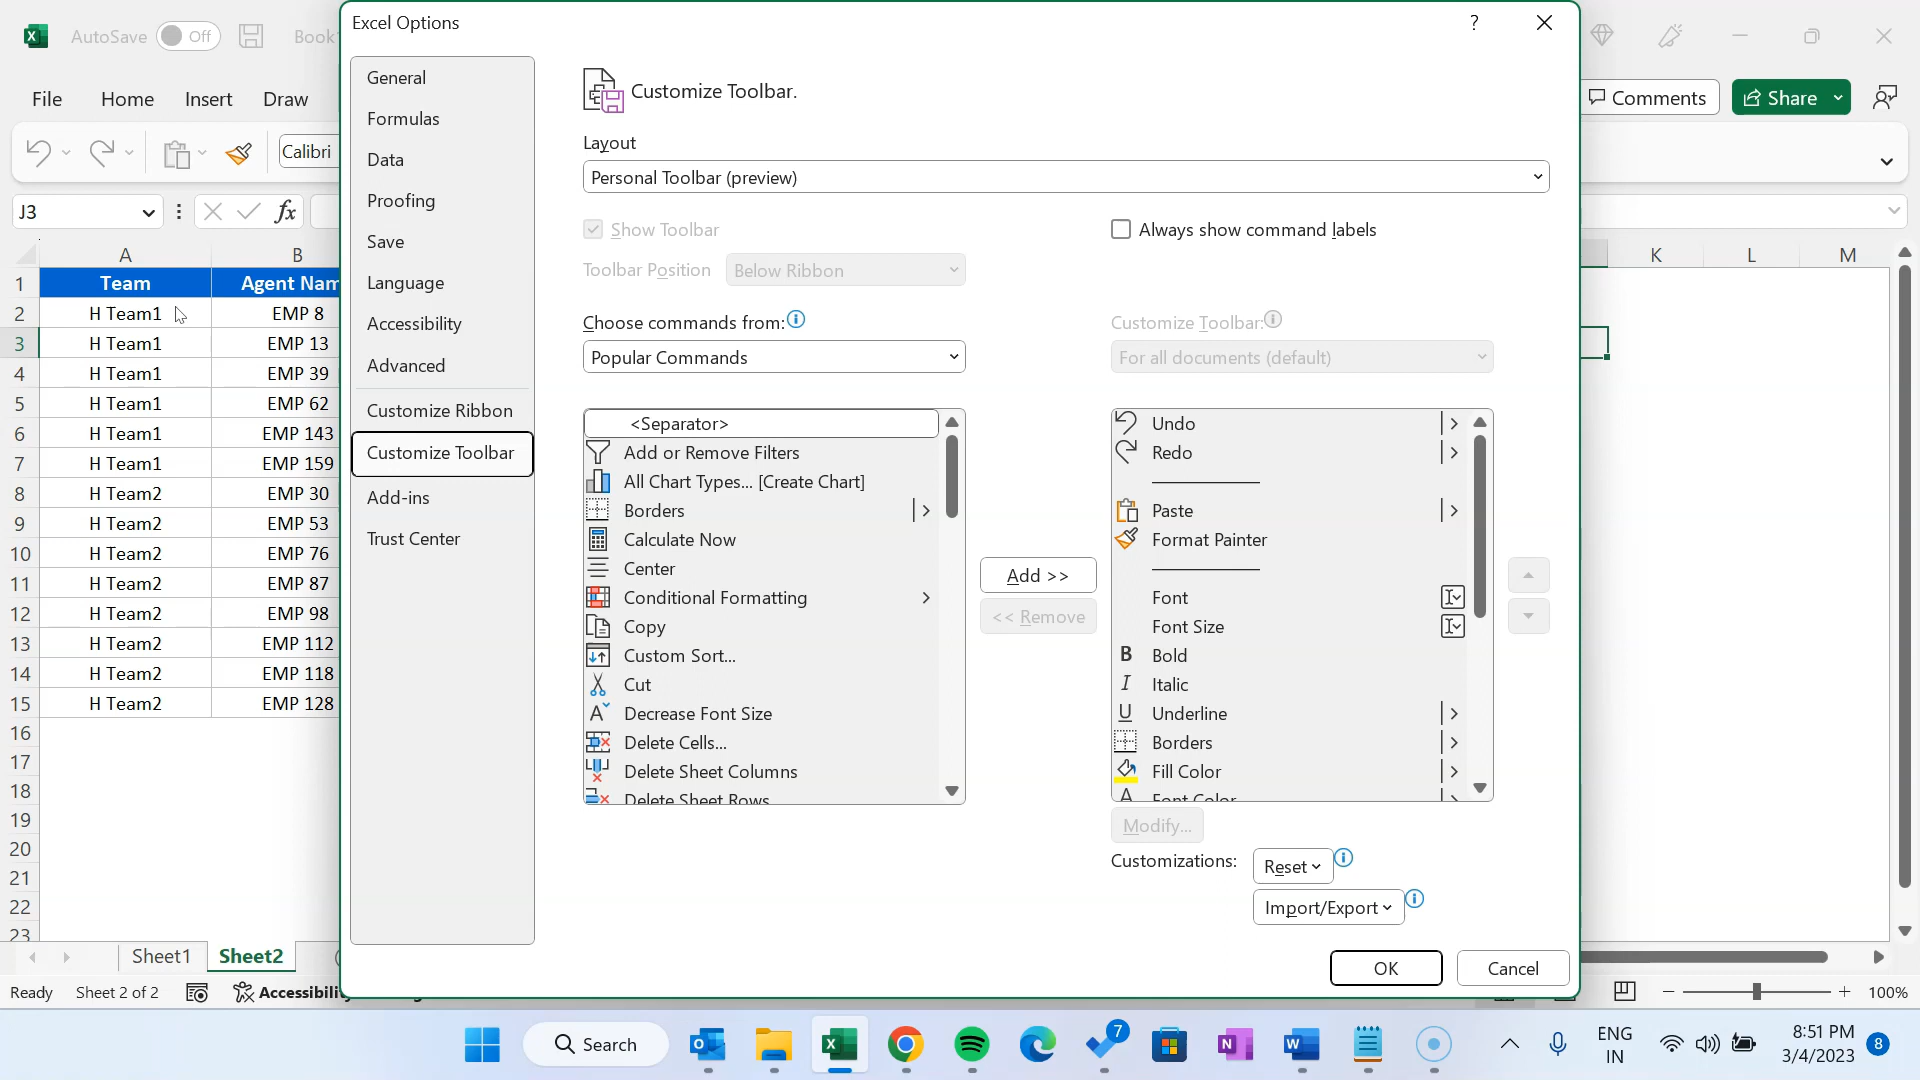 AutoSave Off Book
File Home Insert Draw
Comments Share
Calibri
J3 fx
A B K L M
1 Team Agent Nam
2 H Team1 EMP 8
3 H Team1 EMP 13
4 H Team1 EMP 39
5 H Team1 EMP 62
6 H Team1 EMP 143
7 H Team1 EMP 159
8 H Team2 EMP 30
9 H Team2 EMP 53
10 H Team2 EMP 76
11 H Team2 EMP 87
12 H Team2 EMP 98
13 H Team2 EMP 112
14 H Team2 EMP 118
15 H Team2 EMP 128
16
17
18
19
20
21
22
23
Sheet1 Sheet2
Ready Sheet 2 of 2
100%
Excel Options
?
General
Formulas
Data
Proofing
Save
Language
Accessibility
Advanced
Customize Ribbon
Customize Toolbar
Add-ins
Trust Center
Customize Toolbar.
Layout
Personal Toolbar (preview)
Show Toolbar
Toolbar Position Below Ribbon
Always show command labels
Choose commands from:
Popular Commands
<Separator>
Add or Remove Filters
All Chart Types... [Create Chart]
Borders
Calculate Now
Center
Conditional Formatting
Copy
Custom Sort...
Cut
Decrease Font Size
Delete Cells...
Delete Sheet Columns
Delete Sheet Rows
Add >>
<< Remove
Customize Toolbar:
For all documents (default)
Undo
Redo
Paste
Format Painter
Font
Font Size
B Bold
I Italic
U Underline
Borders
Fill Color
A Font Color
Modify...
Customizations: Reset
Import/Export
OK Cancel
Search
7
ENG
IN
8:51 PM
3/4/2023
8